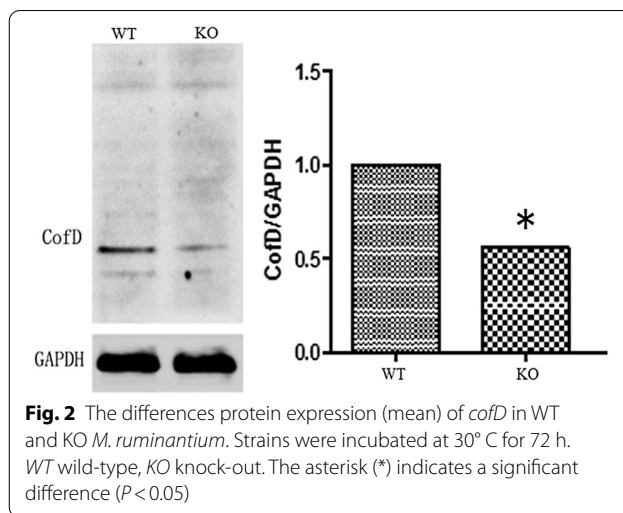 WT KO
CofD
GAPDH
CofD/GAPDH
1.5
1.0
0.5
0.0
*
WT KO
Fig. 2 The differences protein expression (mean) of cofD in WT
and KO M. ruminantium. Strains were incubated at 30° C for 72 h.
WT wild-type, KO knock-out. The asterisk (*) indicates a significant
difference (P < 0.05)